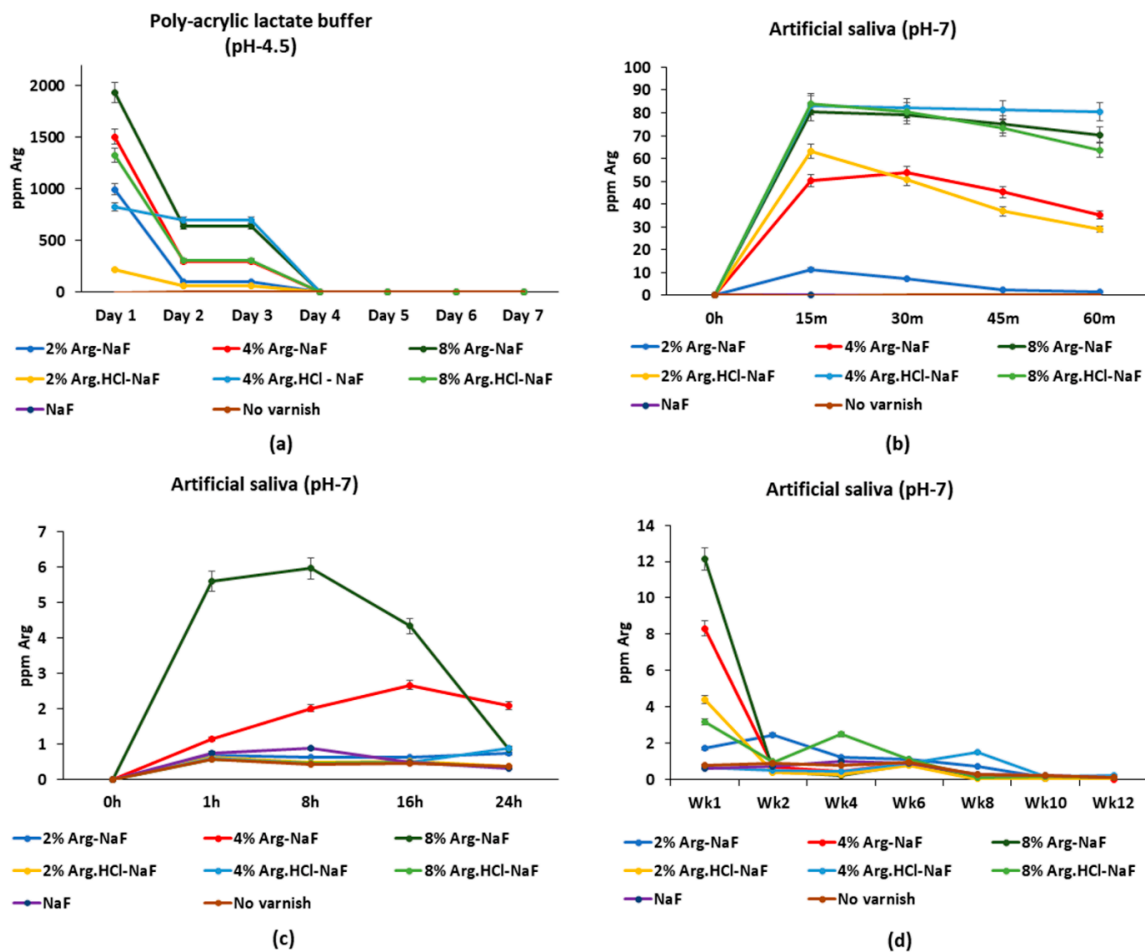 Poly-acrylic lactate buffer
(pH-4.5)
ppm Arg
2000
1500
1000
500
0
Day 1 Day 2 Day 3 Day 4 Day 5 Day 6 Day 7
2% Arg-NaF 4% Arg-NaF 8% Arg-NaF
2% Arg.HCl-NaF 4% Arg.HCl - NaF 8% Arg.HCl-NaF
NaF No varnish
(a)
Artificial saliva (pH-7)
ppm Arg
100
90
80
70
60
50
40
30
20
10
0
0h 15m 30m 45m 60m
2% Arg-NaF 4% Arg-NaF 8% Arg-NaF
2% Arg.HCl-NaF 4% Arg.HCl-NaF 8% Arg.HCl-NaF
NaF No varnish
(b)
Artificial saliva (pH-7)
ppm Arg
7
6
5
4
3
2
1
0
0h 1h 8h 16h 24h
2% Arg-NaF 4% Arg-NaF 8% Arg-NaF
2% Arg.HCl-NaF 4% Arg.HCl-NaF 8% Arg.HCl-NaF
NaF No varnish
(c)
Artificial saliva (pH-7)
ppm Arg
14
12
10
8
6
4
2
0
Wk1 Wk2 Wk4 Wk6 Wk8 Wk10 Wk12
2% Arg-NaF 4% Arg-NaF 8% Arg-NaF
2% Arg.HCl-NaF 4% Arg.HCl-NaF 8% Arg.HCl-NaF
NaF No varnish
(d)